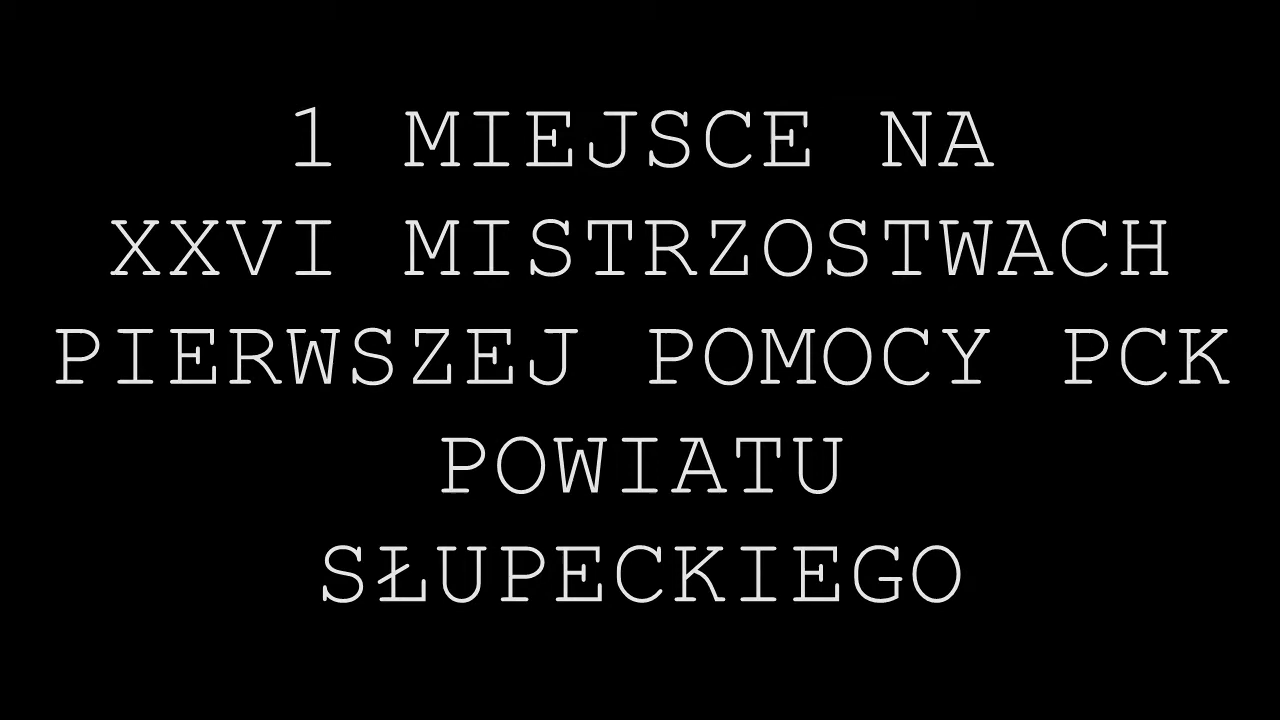 1 MIEJSCE NA
XXVI MISTRZOSTWACH
PIERWSZEJ POMOCY PCK
POWIATU
SŁUPECKIEGO